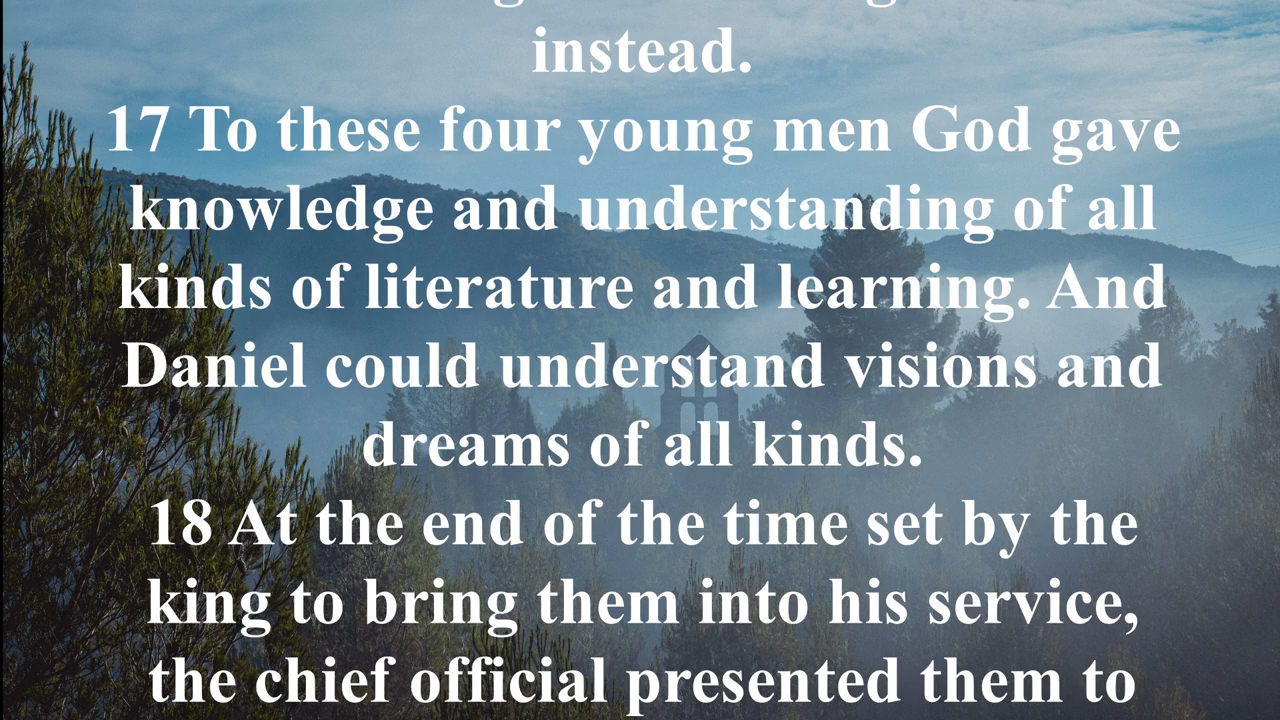 instead.
17 To these four young men God gave
knowledge and understanding of all
kinds of literature and learning. And
Daniel could understand visions and
dreams of all kinds.
18 At the end of the time set by the
king to bring them into his service,
the chief official presented them to